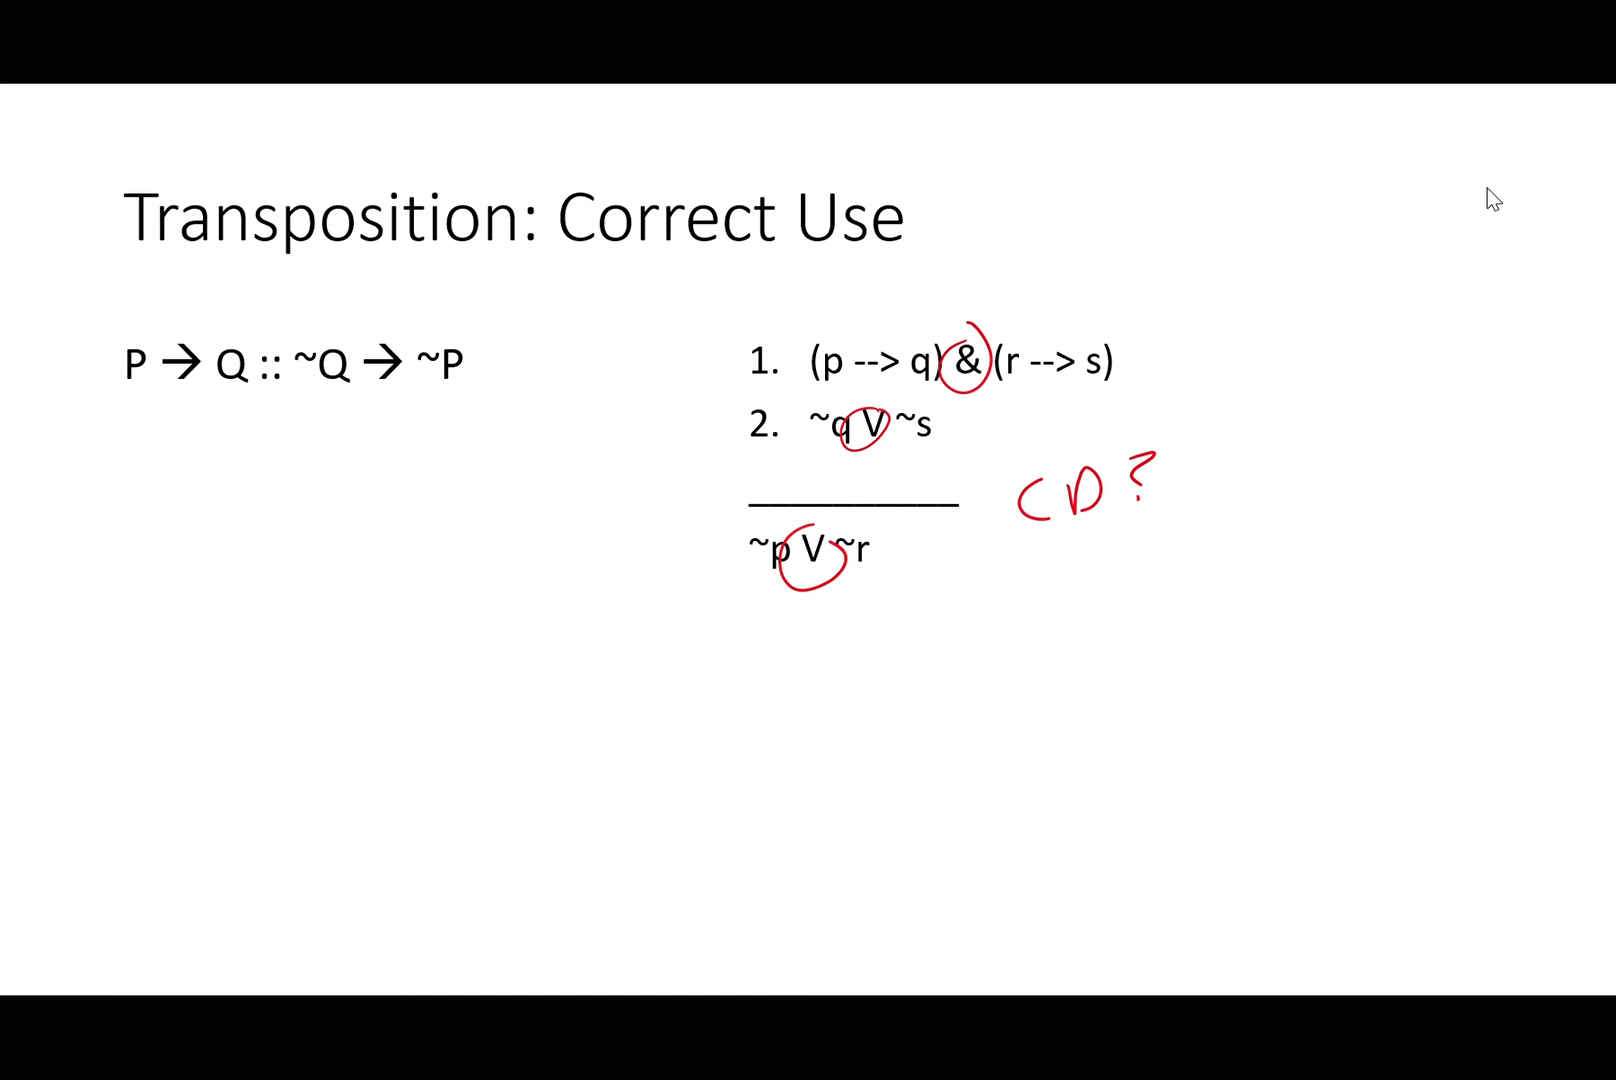 Transposition: Correct Use
P → Q :: ~Q → ~P
1. (p --> q) & (r --> s)
2. ~q V ~s
CD?
~p V ~r